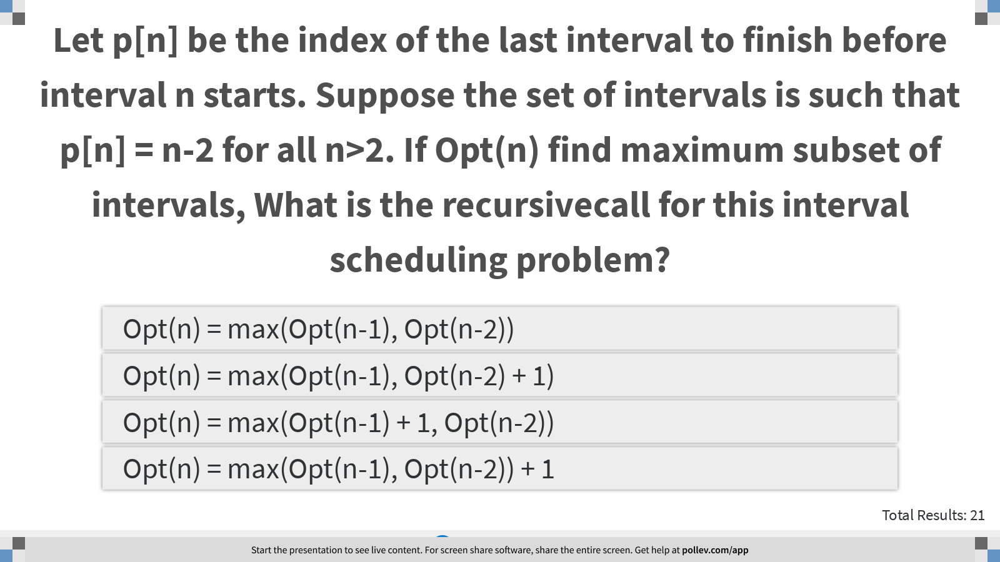 Let p[n] be the index of the last interval to finish before
interval n starts. Suppose the set of intervals is such that
p[n] = n-2 for all n>2. If Opt(n) find maximum subset of
intervals, What is the recursivecall for this interval
scheduling problem?
Opt(n) = max(Opt(n-1), Opt(n-2))
Opt(n) = max(Opt(n-1), Opt(n-2) + 1)
Opt(n) = max(Opt(n-1) + 1, Opt(n-2))
Opt(n) = max(Opt(n-1), Opt(n-2)) + 1
Total Results: 21
Start the presentation to see live content. For screen share software, share the entire screen. Get help at pollev.com/app